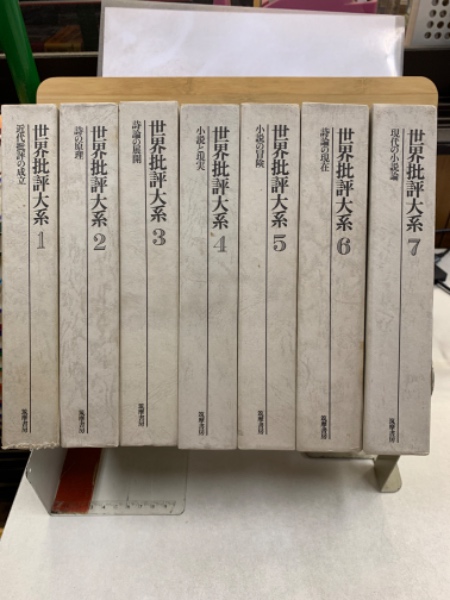 世界批評大系 1
近代批評の成立
筑摩書房
世界批評大系 2
詩の原理
筑摩書房
世界批評大系 3
詩論の展開
筑摩書房
世界批評大系 4
小説と現実
筑摩書房
世界批評大系 5
小説の冒険
筑摩書房
世界批評大系 6
詩論の現在
筑摩書房
世界批評大系 7
現代の小説論
筑摩書房